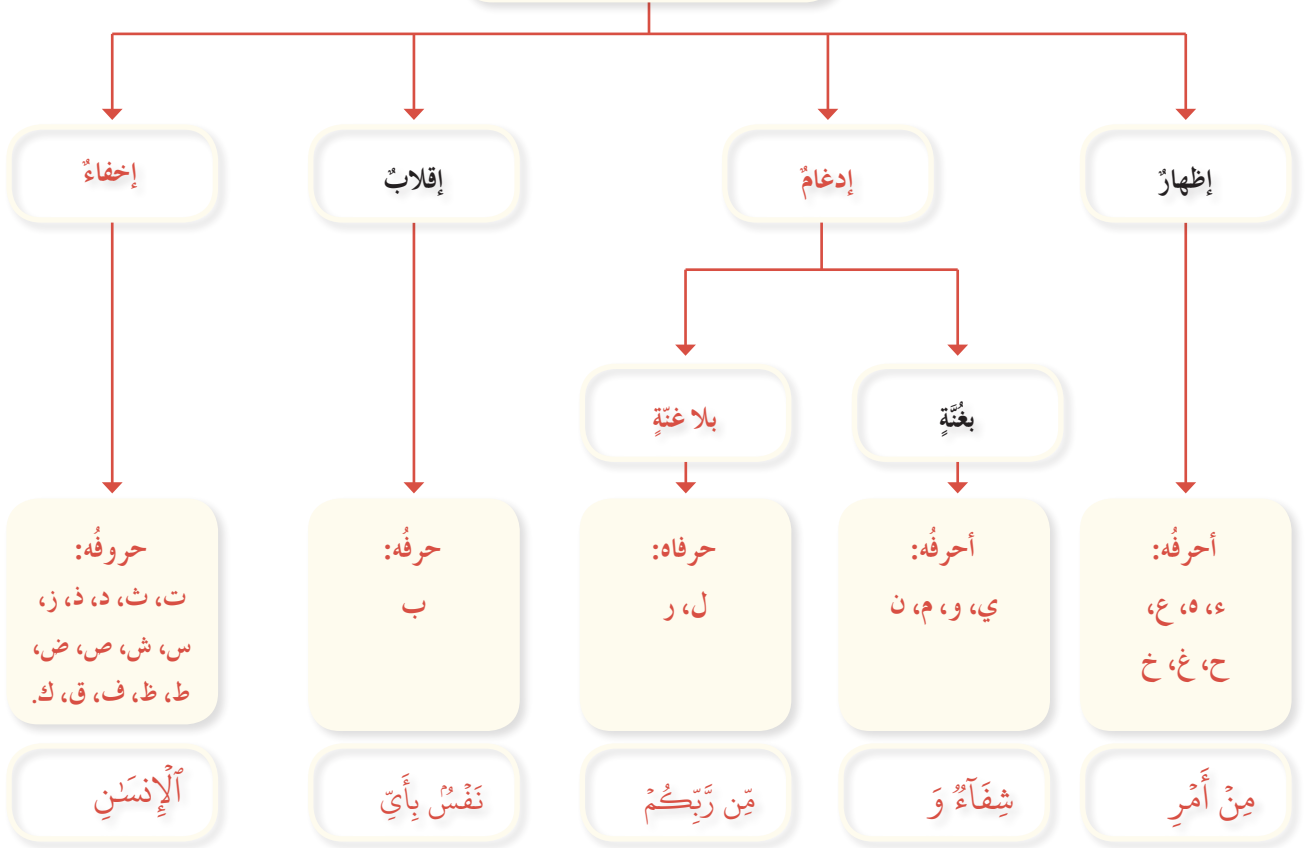 إظهارٌ
إدغامٌ
إقلابٌ
إخفاءٌ
بغُنَّةٍ
بلا غنّةٍ
أحرفُه:
ء، ه، ع،
ح، غ، خ
أحرفُه:
ي، و، م، ن
حرفاه:
ل، ر
حرفُه:
ب
حروفُه:
ت، ث، د، ذ، ز،
س، ش، ص، ض،
ط، ظ، ف، ق، ك.
مِنۡ أَمۡرِ
شِفَآءٞ وَ
مِّن رَّبِّكُمۡ
نَفۡسُۢ بِأَيِّ
ٱلۡإِنسَٰنِ